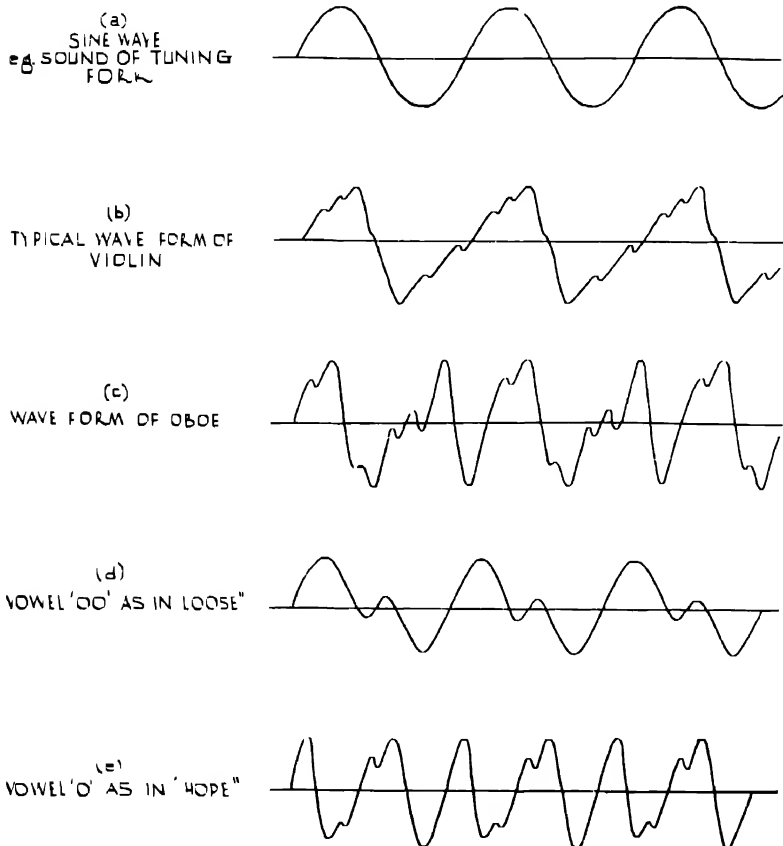 (a)
SINE WAVE
eg. SOUND OF TUNING
FORK
(b)
TYPICAL WAVE FORM OF
VIOLIN
(c)
WAVE FORM OF OBOE
(d)
VOWEL 'OO' AS IN LOOSE"
(e)
VOWEL 'O' AS IN 'HOPE"